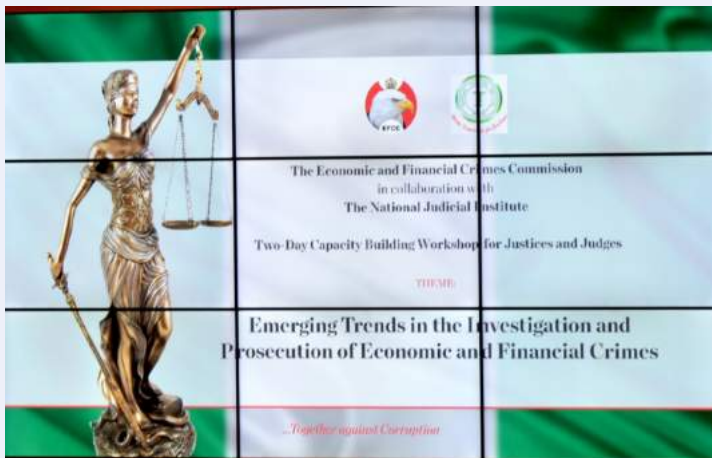 EFCC
The Economic and Financial Crimes Commission
in collaboration with
The National Judicial Institute
Two-Day Capacity Building Workshop for Justices and Judges
THEME:
Emerging Trends in the Investigation and
Prosecution of Economic and Financial Crimes
...Together against Corruption